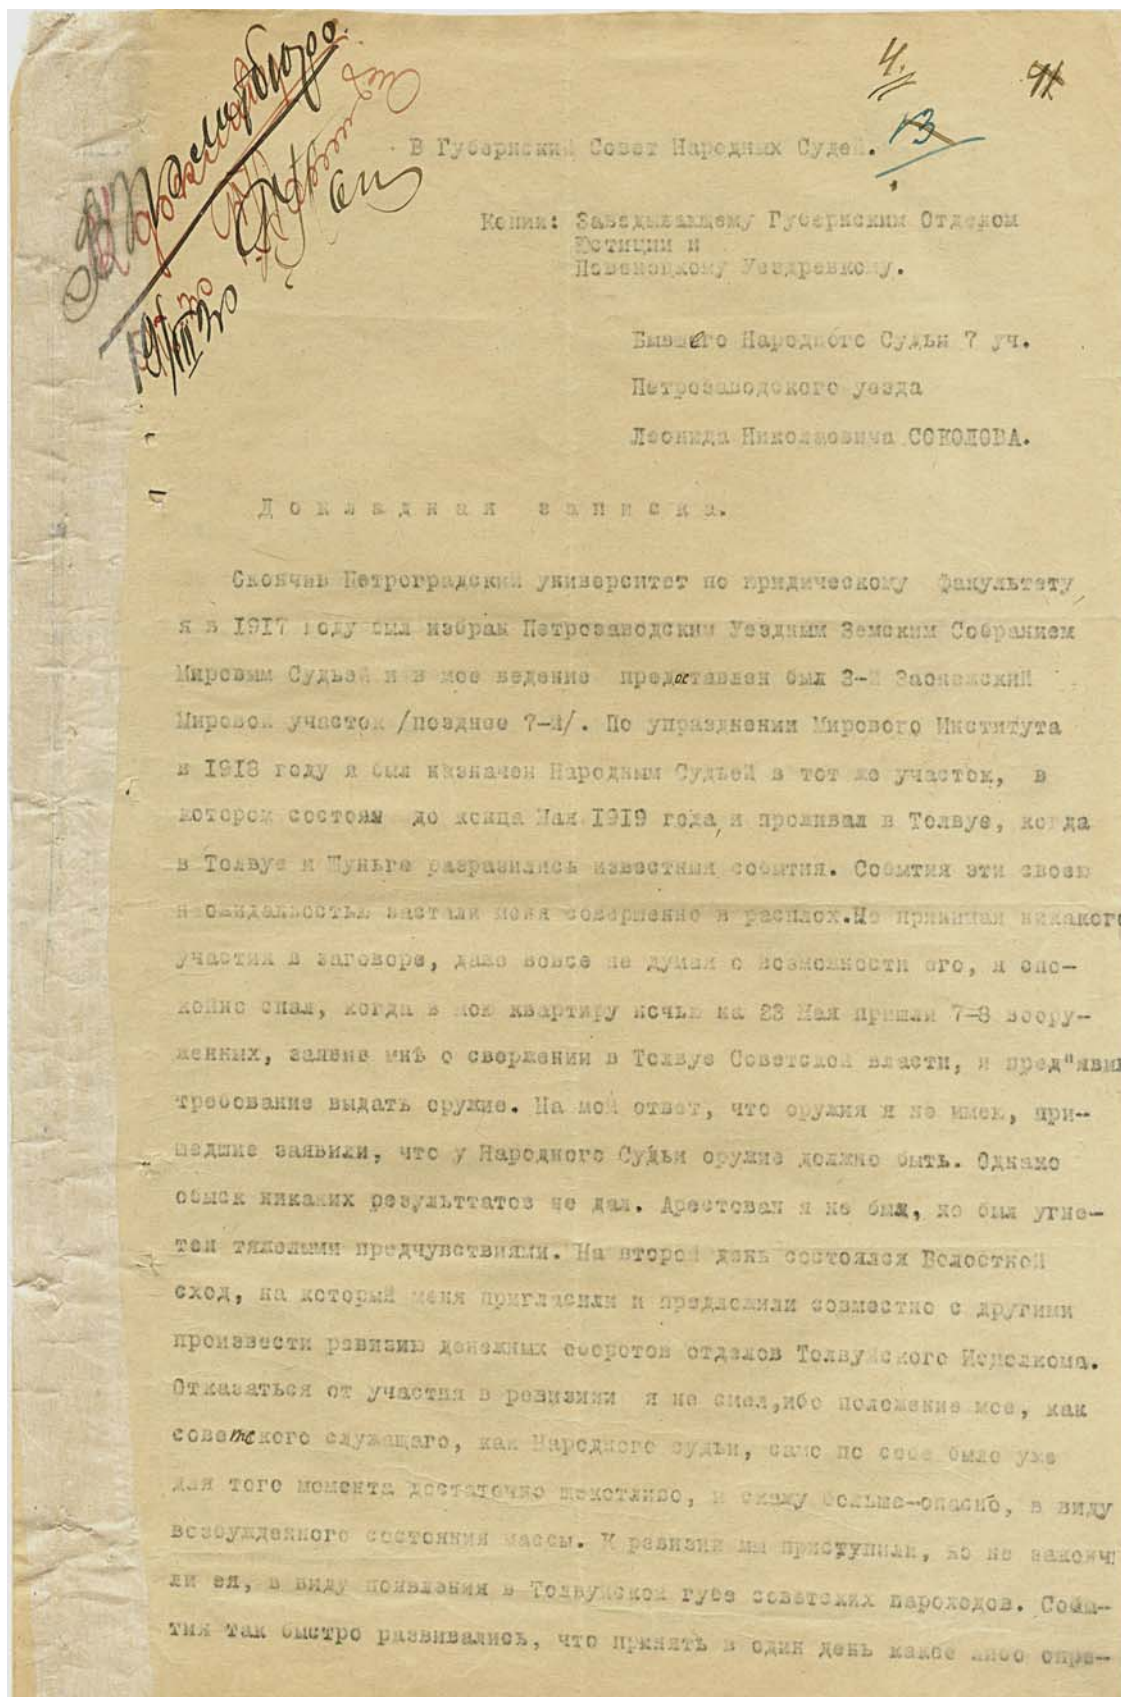 4.
13
В Губернский Совет Народных Судей.
Копия: Заведывающему Губернским Отделом
Юстиции и
Повенецкому Уездревкому.
Бывшего Народного Судьи 7 уч.
Петрозаводского уезда
Леонида Николаевича СОКОЛОВА.
Докладная записка.
Скончив Петроградский университет по юридическому факультету,
я в 1917 году был избран Петрозаводским Уездным Земским Собранием
Мировым Судьей и в мое ведение предоставлен был 3-й Заонежский
Мировой участок /позднее 7-й/. По упразднении Мирового Института
в 1918 году я был назначен Народным Судьей в тот же участок, в
котором состоял до конца Мая 1919 года, и проживал в Толвуе, когда
в Толвуе и Шуньге разразились известныя события. События эти своею
неожидальностью застали меня совершенно в расплох. Не принимая никакого
участия в заговоре, даже вовсе не думая о возможности его, я спо-
койно спал, когда в мою квартиру ночью на 23 Мая пришли 7-8 воору-
женных, заявив мнѣ о свержении в Толвуе Советской власти, и пред"яви
требование выдать оружие. На мой ответ, что оружия я не имею, при-
шедшие заявили, что у Народного Судьи оружие должно быть. Однако
обыск никаких результтатов не дал. Арестован я не был, но был угне-
тен тяжелыми предчувствиями. На второй день состоялся Волосткой
сход, на который меня пригласили и предложили совместно с другими
произвести ревизию денежных оборотов отделов Толвуйского Исполкома.
Отказаться от участия в ревизиии я не смел, ибо положение мое, как
советского служащаго, как Народного судьи, само по себе было уже
для того момента достаточно щекотливо, и скажу больше-опасно, в виду
возбужденного состояния массы. К ревизии мы приступили, но не закончи
ли ея, в виду появления в Толвуйской губе советских пароходов. Собы-
тия так быстро развивались, что принять в один день какое либо опре-